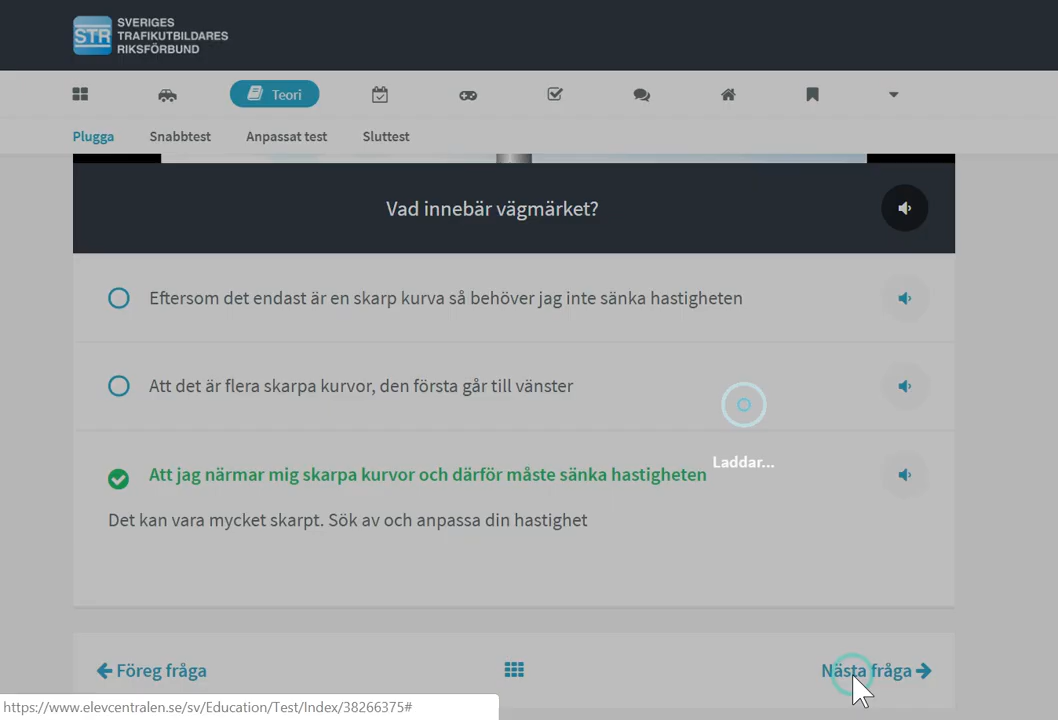 STR
SVERIGES
TRAFIKUTBILDARES
RIKSFÖRBUND
Teori
Plugga
Snabbtest
Anpassat test
Sluttest
Vad innebär vägmärket?
Eftersom det endast är en skarp kurva så behöver jag inte sänka hastigheten
Att det är flera skarpa kurvor, den första går till vänster
Laddar...
Att jag närmar mig skarpa kurvor och därför måste sänka hastigheten
Det kan vara mycket skarpt. Sök av och anpassa din hastighet
Föreg fråga
Nästa fråga
https://www.elevcentralen.se/sv/Education/Test/Index/38266375#